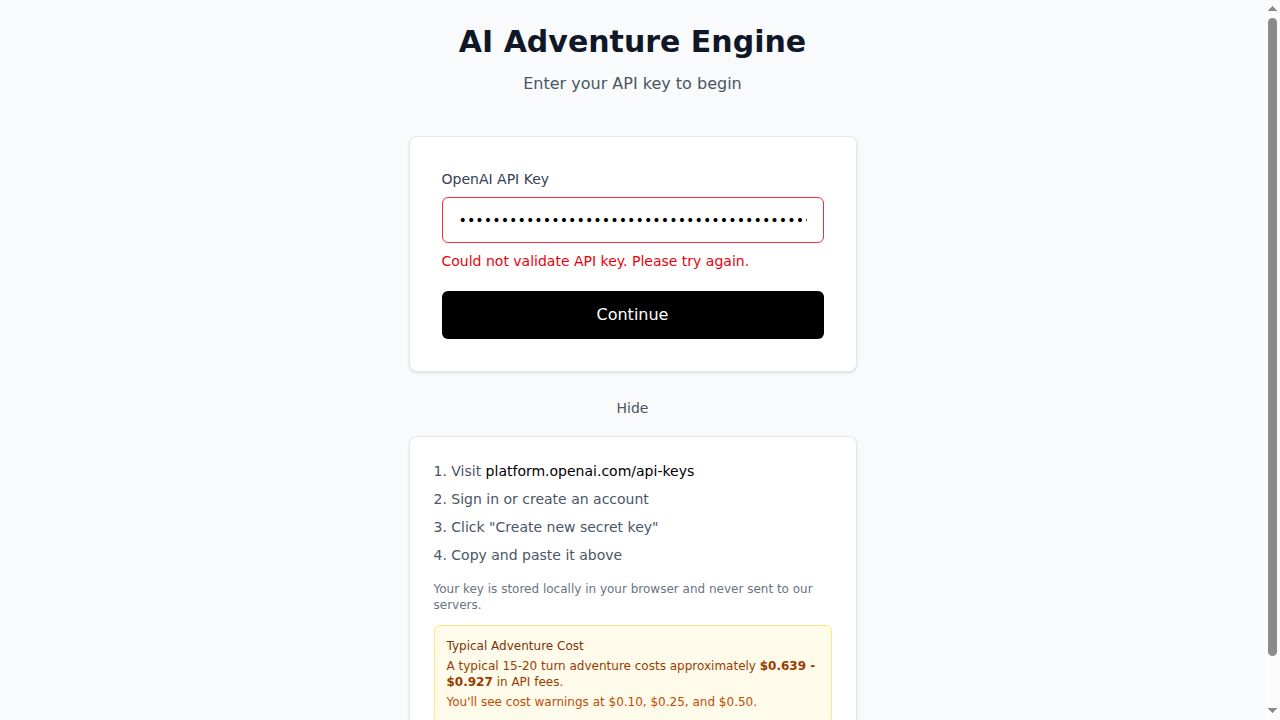 AI Adventure Engine
Enter your API key to begin
OpenAI API Key
Could not validate API key. Please try again.
Continue
Hide
1. Visit platform.openai.com/api-keys
2. Sign in or create an account
3. Click "Create new secret key"
4. Copy and paste it above
Your key is stored locally in your browser and never sent to our
servers.
Typical Adventure Cost
A typical 15-20 turn adventure costs approximately $0.639 -
$0.927 in API fees.
You'll see cost warnings at $0.10, $0.25, and $0.50.